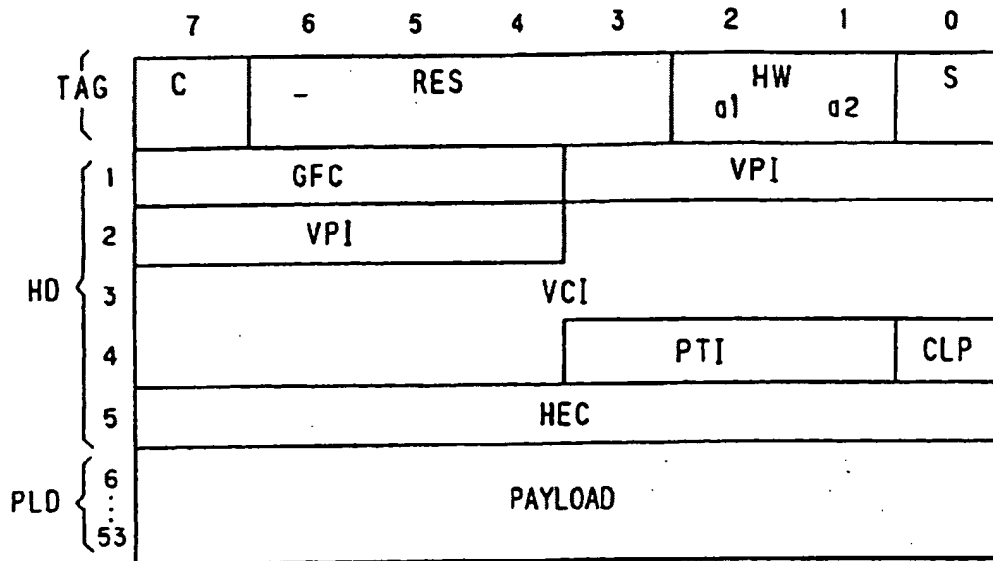 7 6 5 4 3 2 1 0
TAG C RES HW S
a1 a2
1 GFC VPI
2 VPI
HD 3 VCI
4 PTI CLP
5 HEC
6
PLD PAYLOAD
53